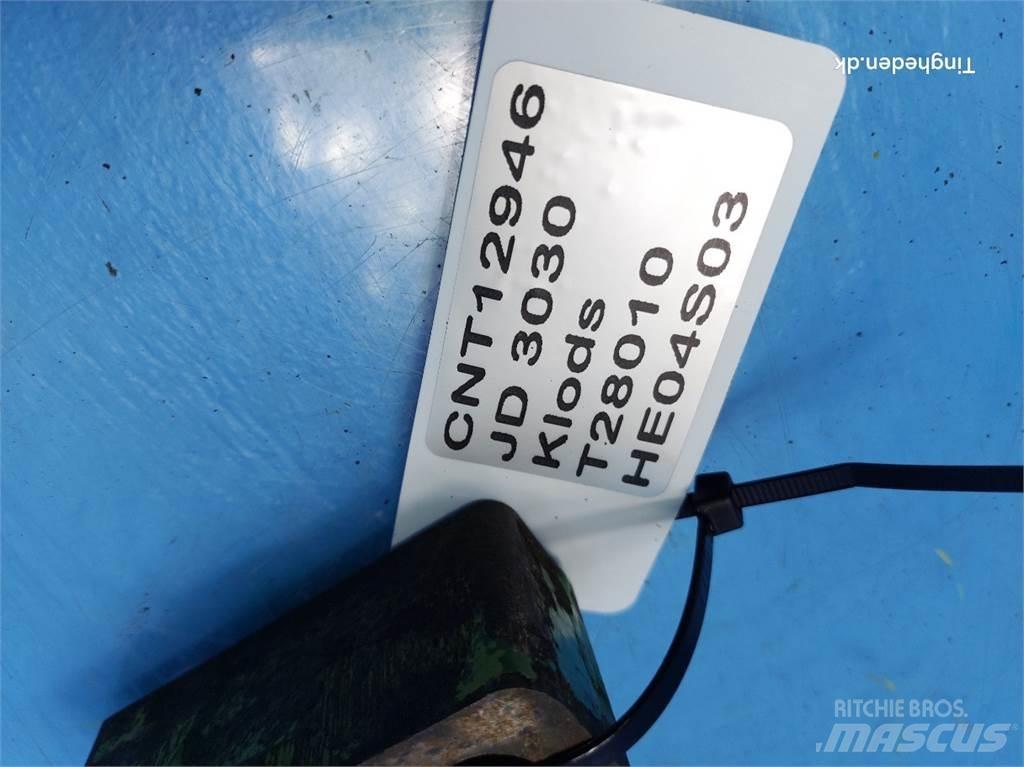 CNT12946
JD 3030
Klods
T28010
HE04S03
Tingheden.dk
RITCHIE BROS.
MASCUS